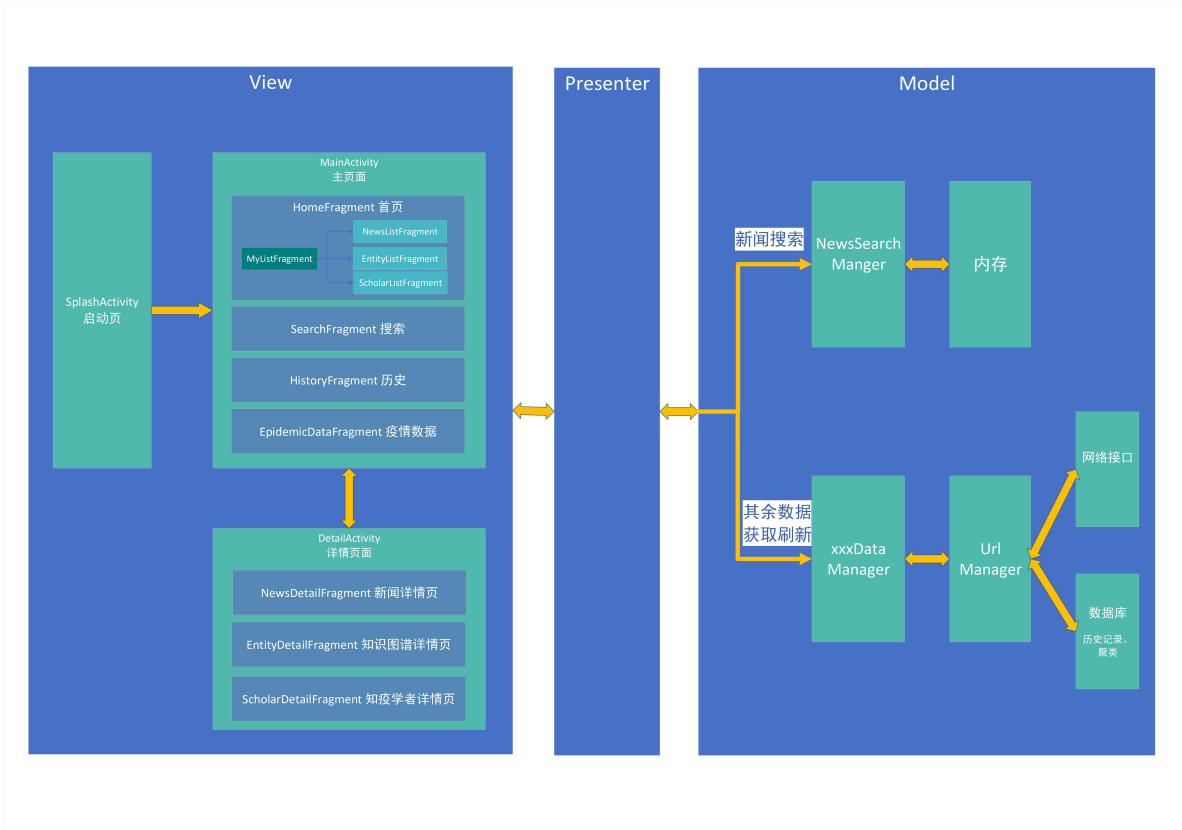 View
SplashActivity
启动页
MainActivity
主页面
HomeFragment 首页
MyListFragment
NewsListFragment
EntityListFragment
ScholarListFragment
SearchFragment 搜索
HistoryFragment 历史
EpidemicDataFragment 疫情数据
DetailActivity
详情页面
NewsDetailFragment 新闻详情页
EntityDetailFragment 知识图谱详情页
ScholarDetailFragment 知疫学者详情页
Presenter
Model
新闻搜索
NewsSearch
Manger
内存
其余数据
获取刷新
xxxData
Manager
Url
Manager
网络接口
数据库
历史记录、
聚类